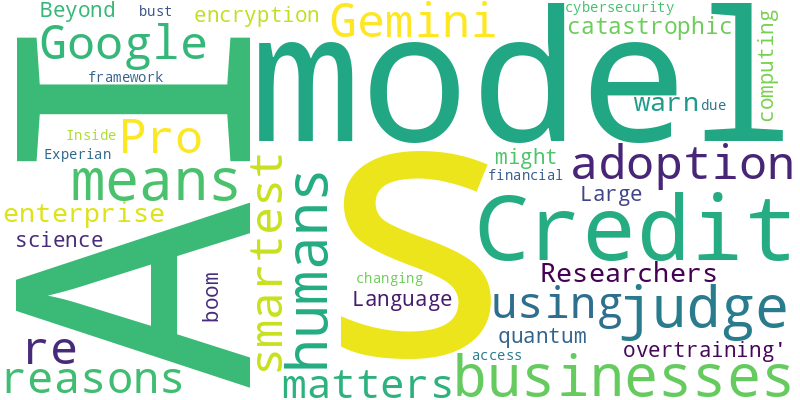 Beyond
bust
encryption
Gemini
cybersecurity
catastrophic
Google
framework
AI
model
computing
warn
due
Inside
Pro
Experian
means
might
financial
adoption
Large
enterprise
science
smartest
humans
S
Credit
Researchers
changing
Language
boom
using
judge
quantum
re
access
overtraining'
reasons
matters
businesses